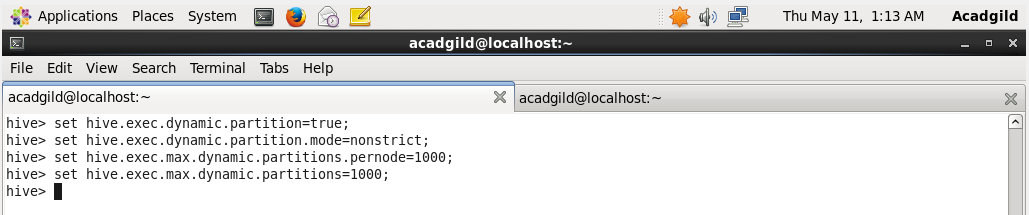 Applications Places System Thu May 11, 1:13 AM Acadgild
acadgild@localhost:~
File Edit View Search Terminal Tabs Help
acadgild@localhost:~ acadgild@localhost:~
hive> set hive.exec.dynamic.partition=true;
hive> set hive.exec.dynamic.partition.mode=nonstrict;
hive> set hive.exec.max.dynamic.partitions.pernode=1000;
hive> set hive.exec.max.dynamic.partitions=1000;
hive>